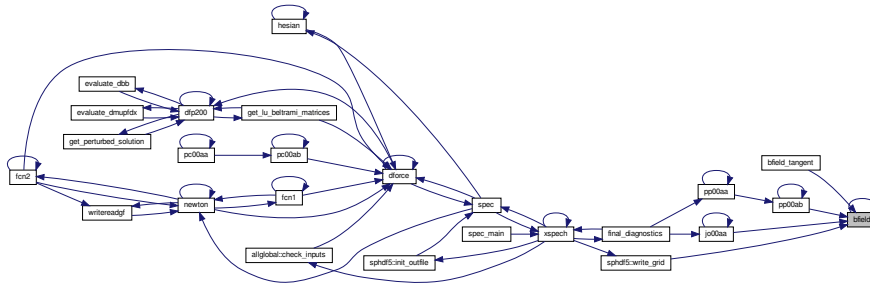 hesian
evaluate_dbb
evaluate_dmupfdx
dfp200
get_lu_beltrami_matrices
get_perturbed_solution
pc00aa
pc00ab
bfield_tangent
fcn2
dforce
pp00aa
newton
fcn1
pp00ab
writereadgf
spec
bfield
spec_main
xspech
final_diagnostics
jo00aa
allglobal::check_inputs
sphdf5::init_outfile
sphdf5::write_grid